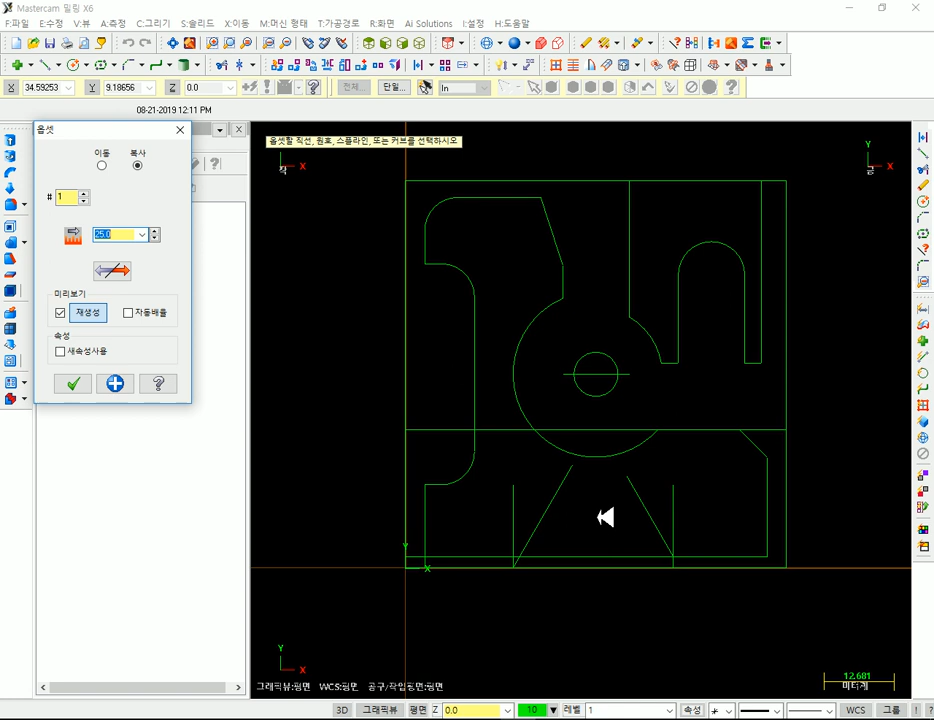 Mastercam 밀링 X6
F:파일 E:수정 V:뷰 A:측정 C:그리기 S:솔리드 X:이동 M:머신 형태 T:가공경로 R:화면 Ai Solutions I:설정 H:도움말
X 34.59253 Y 9.18656 Z 0.0 전체... 단일... In
08-21-2019 12:11 PM
옵셋
이동 복사
# 1
25.0
미리보기
재생성 자동배율
속성
새속성사용
옵셋할 직선, 원호, 스플라인, 또는 커브를 선택하시오
Y
X
Y
X
Y
X
Y
X
그래픽뷰:평면 WCS:평면 공구/작업평면:평면
12.681
미터계
3D 그래픽뷰 평면 Z 0.0 10 레벨 1 속성 WCS 그룹 ! ?